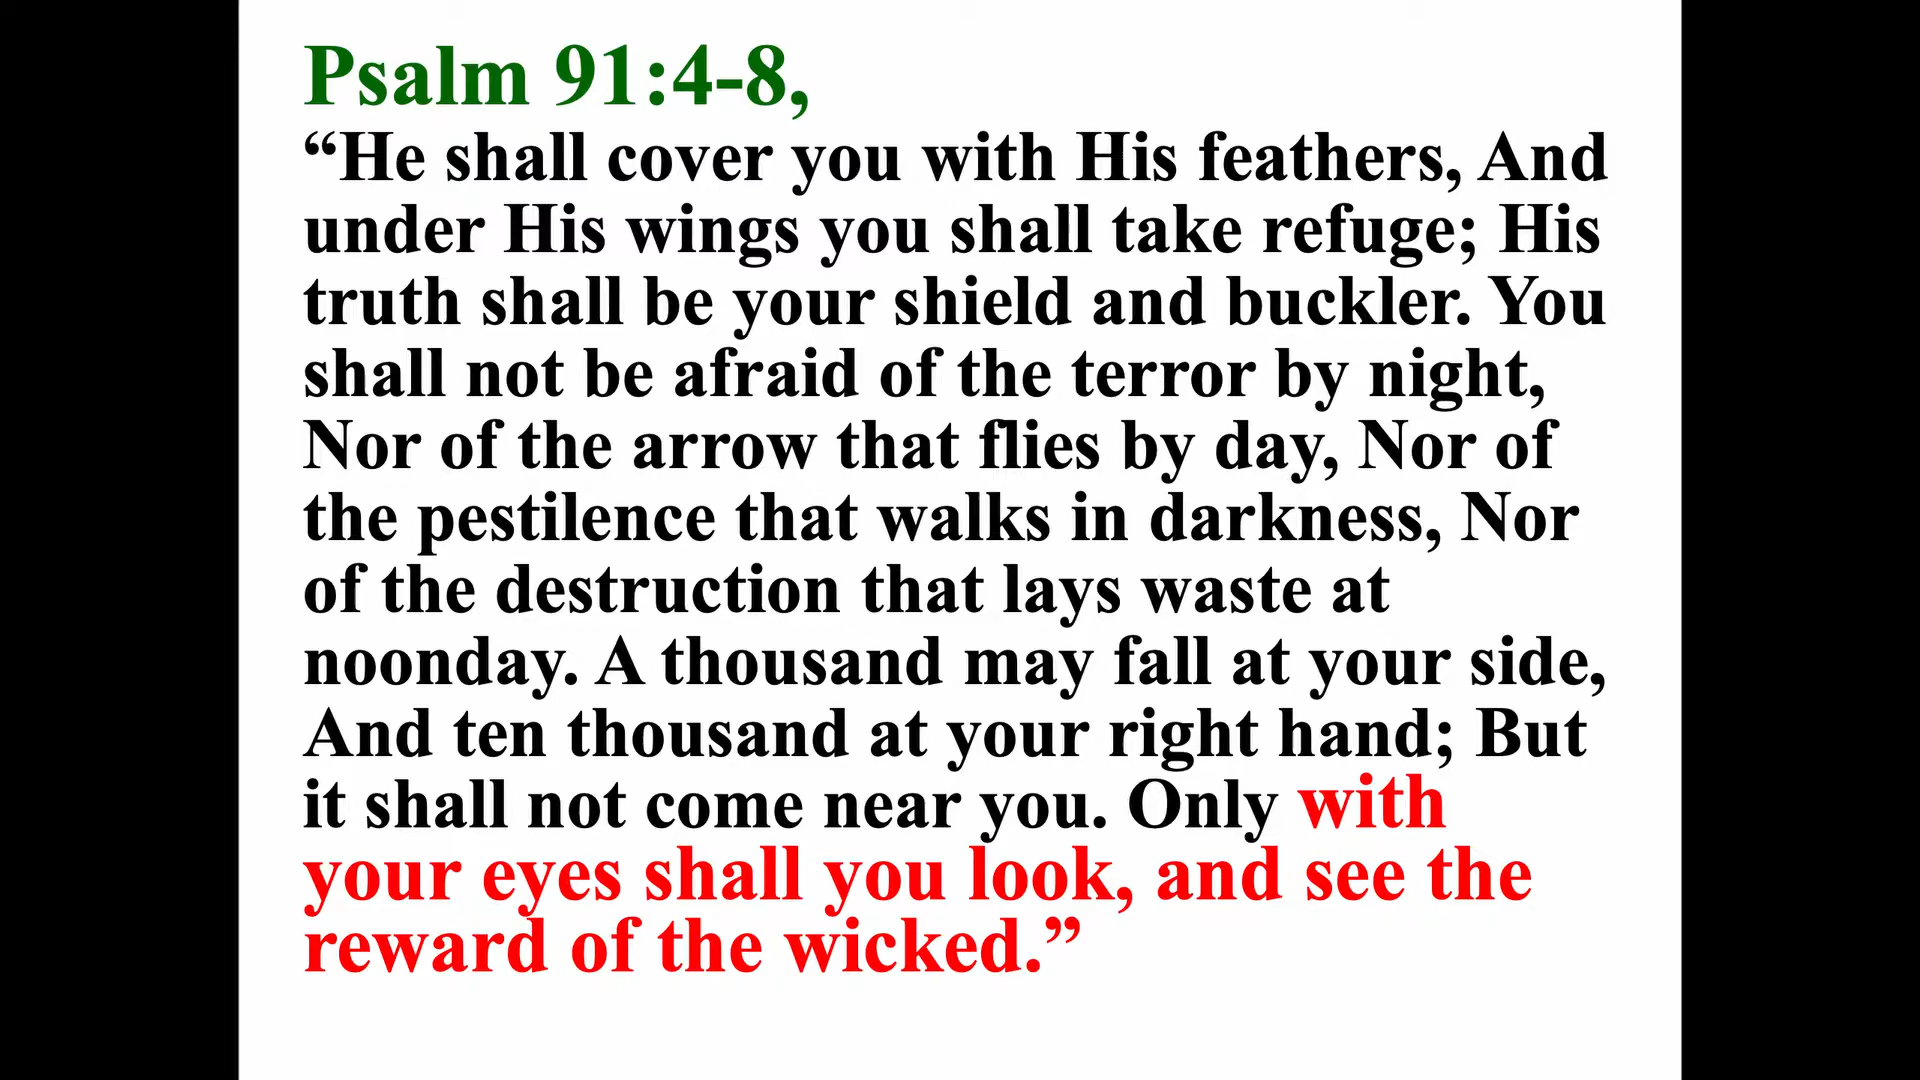 Psalm 91:4-8,
“He shall cover you with His feathers, And
under His wings you shall take refuge; His
truth shall be your shield and buckler. You
shall not be afraid of the terror by night,
Nor of the arrow that flies by day, Nor of
the pestilence that walks in darkness, Nor
of the destruction that lays waste at
noonday. A thousand may fall at your side,
And ten thousand at your right hand; But
it shall not come near you. Only with
your eyes shall you look, and see the
reward of the wicked.”